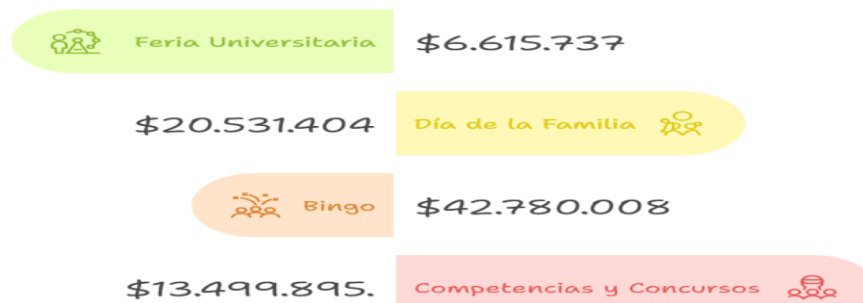 Feria Universitaria $6.615.737
$20.531.404 Día de la Familia
Bingo $42.780.008
$13.499.895. Competencias y Concursos